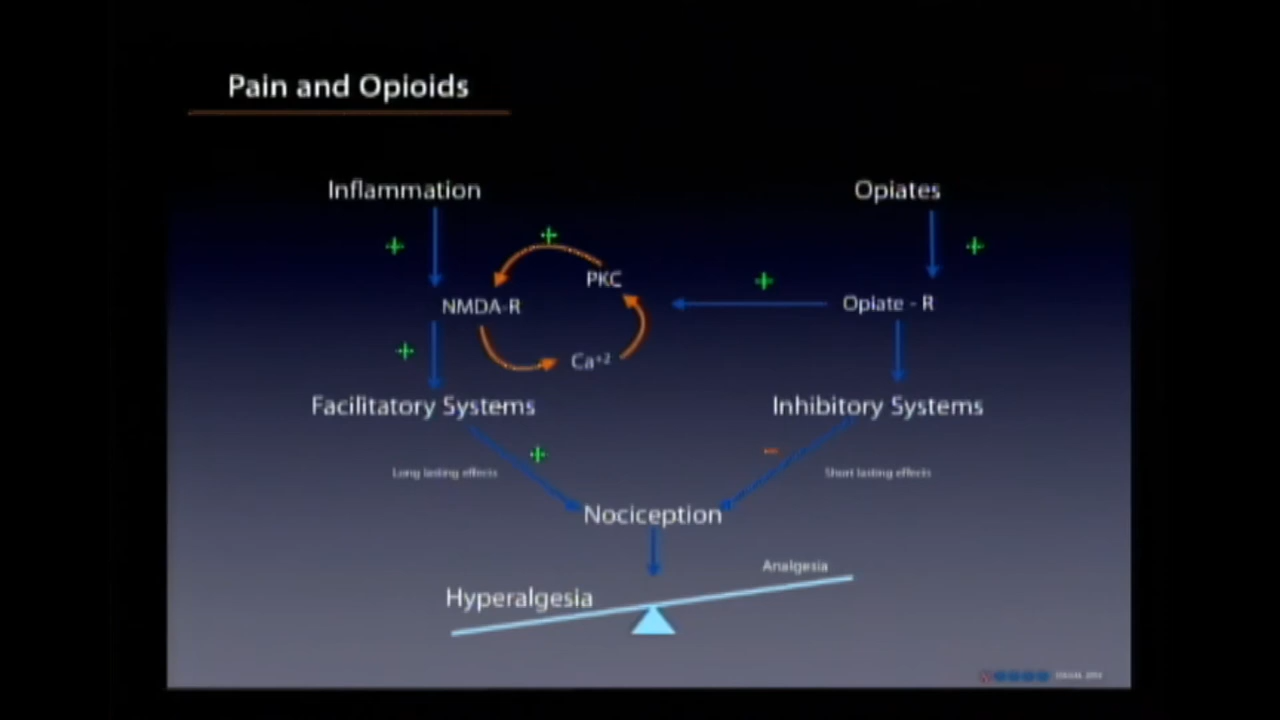 Pain and Opioids
Inflammation
Opiates
+
+
+
+
PKC
NMDA-R
Opiate - R
+
Ca+2
Facilitatory Systems
Inhibitory Systems
+
-
Long lasting effects
Short lasting effects
Nociception
Analgesia
Hyperalgesia